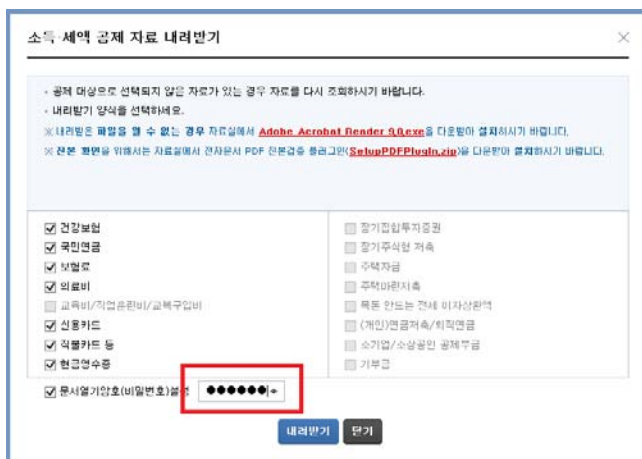 소득·세액 공제 자료 내려받기
- 공제 대상으로 선택되지 않은 자료가 있는 경우 자료를 다시 조회하시기 바랍니다.
- 내려받기 양식을 선택하세요.
※ 내려받은 파일을 열 수 없는 경우 자료실에서 Adobe Acrobat Reader 9.0.exe을 다운받아 설치하시기 바랍니다.
※ 진본 확인을 위해서는 자료실에서 전자문서 PDF 진본검증 플러그인(SetupPDFPlugIn.zip)을 다운받아 설치하시기 바랍니다.
건강보험
국민연금
보험료
의료비
교육비/직업훈련비/교복구입비
신용카드
직불카드 등
현금영수증
장기집합투자증권
장기주식형 저축
주택자금
주택마련저축
목돈 안드는 전세 이자상환액
(개인)연금저축/퇴직연금
소기업/소상공인 공제부금
기부금
문서열기암호(비밀번호)설정 ●●●●●●
내려받기 닫기